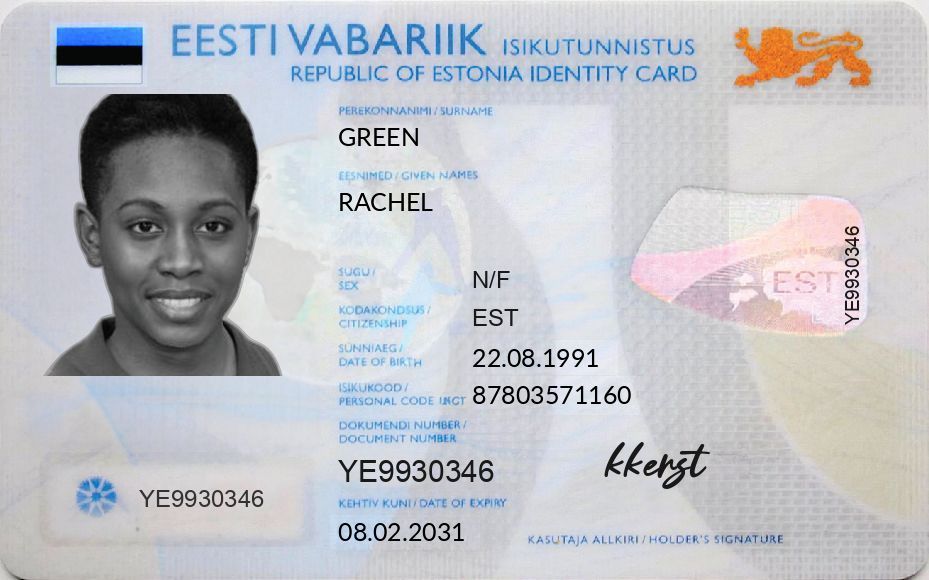 EESTI VABARIIK ISIKUTUNNISTUS
REPUBLIC OF ESTONIA IDENTITY CARD
PEREKONNANIMI / SURNAME
GREEN
EESNIMED / GIVEN NAMES
RACHEL
SUGU /
SEX
N/F
KODAKONDSUS /
CITIZENSHIP
EST
SÜNNIAEG /
DATE OF BIRTH
22.08.1991
ISIKUKOOD /
PERSONAL CODE
87803571160
DOKUMENDI NUMBER /
DOCUMENT NUMBER
YE9930346
KEHTIV KUNI / DATE OF EXPIRY
08.02.2031
YE9930346
EST
YE9930346
KASUTAJA ALLKIRI / HOLDER'S SIGNATURE